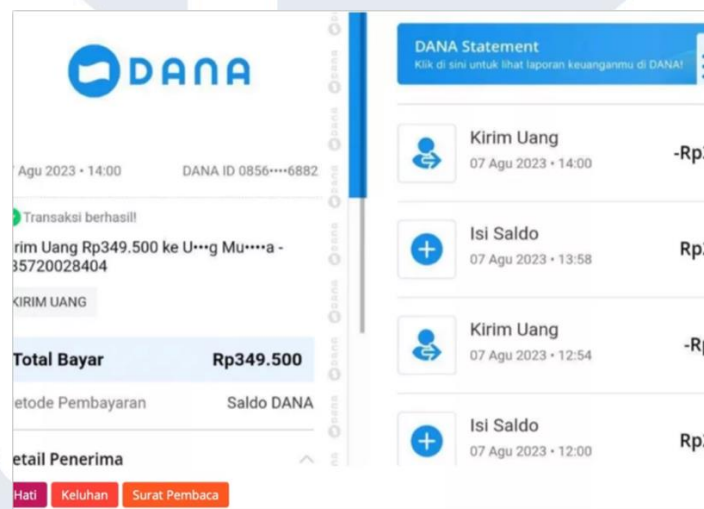 DANA
Agu 2023 • 14:00 DANA ID 0856••••6882
Transaksi berhasil!
rim Uang Rp349.500 ke U•••g Mu••••a -
35720028404
KIRIM UANG
Total Bayar Rp349.500
etode Pembayaran Saldo DANA
etail Penerima
Hati Keluhan Surat Pembaca
DANA Statement
Klik di sini untuk lihat laporan keuanganmu di DANA!
Kirim Uang
07 Agu 2023 • 14:00
-Rp3
Isi Saldo
07 Agu 2023 • 13:58
Rp3
Kirim Uang
07 Agu 2023 • 12:54
-Rp
Isi Saldo
07 Agu 2023 • 12:00
Rp